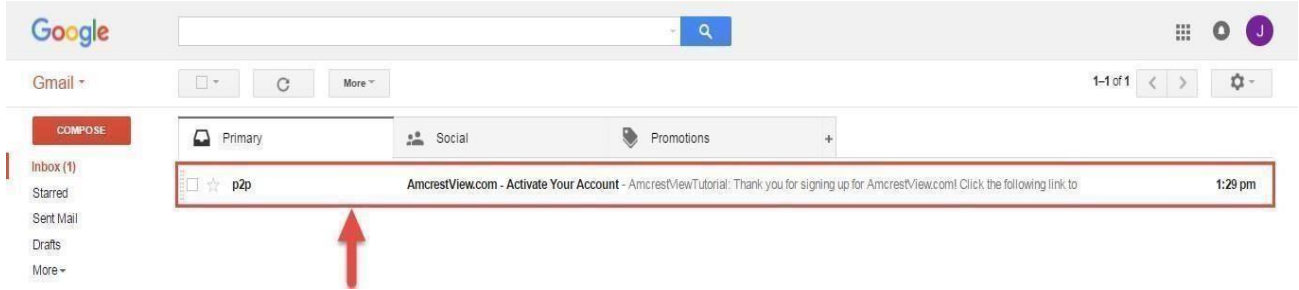 Google
J
Gmail
More
1–1 of 1
COMPOSE
Primary
Social
Promotions
+
Inbox (1)
p2p AmcrestView.com - Activate Your Account - AmcrestViewTutorial: Thank you for signing up for AmcrestView.com! Click the following link to 1:29 pm
Starred
Sent Mail
Drafts
More